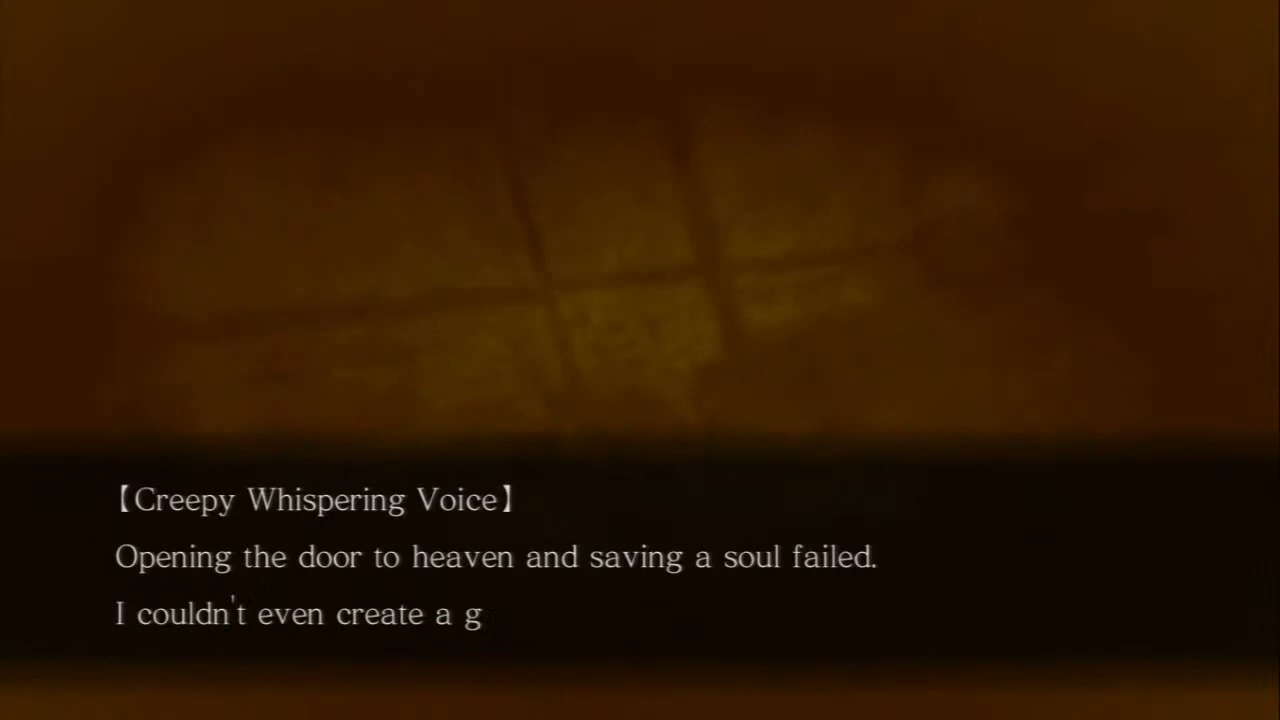 【Creepy Whispering Voice】
Opening the door to heaven and saving a soul failed.
I couldn't even create a g